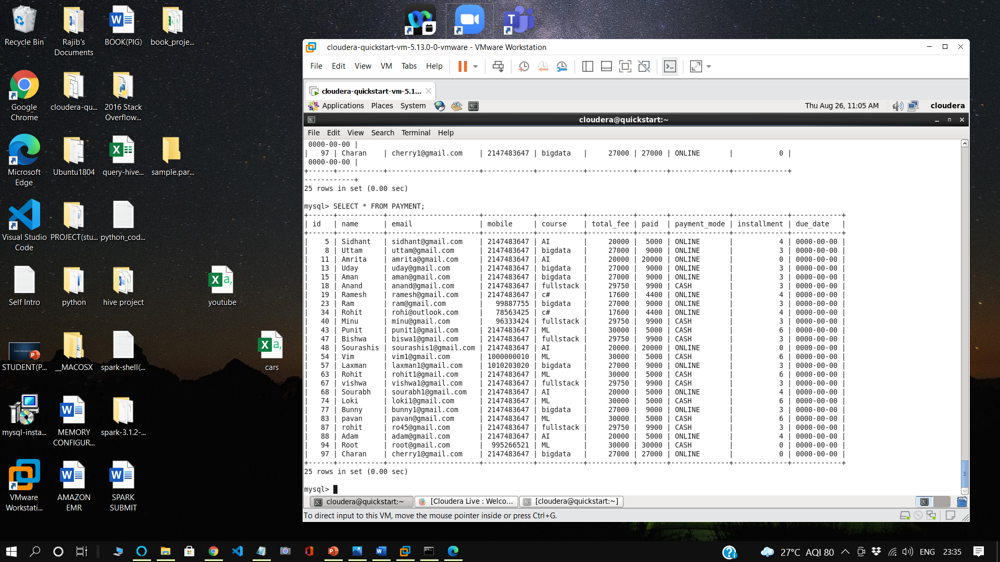 Recycle Bin
Rajib's
Documents
BOOK(PIG)
book_proje...
Google
Chrome
cloudera-qu...
2016 Stack
Overflow...
Microsoft
Edge
Ubuntu1804
query-hive...
sample.par...
Visual Studio
Code
PROJECT(stu...
python_cod...
Self Intro
python
hive project
youtube
STUDENT(P...
__MACOSX
spark-shell(...
cars
mysql-insta...
MEMORY
CONFIGUR...
spark-3.1.2-...
VMware
Workstati...
AMAZON
EMR
SPARK
SUBMIT
cloudera-quickstart-vm-5.13.0-0-vmware - VMware Workstation
File Edit View VM Tabs Help
cloudera-quickstart-vm-5.1...
Applications Places System Thu Aug 26, 11:05 AM cloudera
cloudera@quickstart:~
File Edit View Search Terminal Help
0000-00-00 |
| 97 | Charan | cherry1@gmail.com | 2147483647 | bigdata | 27000 | 27000 | ONLINE | 0 |
0000-00-00 |
+------+-----------+----------------------+------------+-----------+-----------+-------+--------------+-------------+
------------+
25 rows in set (0.00 sec)
mysql> SELECT * FROM PAYMENT;
+------+-----------+----------------------+------------+-----------+-----------+-------+--------------+-------------+------------+
| id | name | email | mobile | course | total_fee | paid | payment_mode | installment | due_date |
+------+-----------+----------------------+------------+-----------+-----------+-------+--------------+-------------+------------+
| 5 | Sidhant | sidhant@gmail.com | 2147483647 | AI | 20000 | 5000 | ONLINE | 4 | 0000-00-00 |
| 8 | Uttam | uttam@gmail.com | 2147483647 | bigdata | 27000 | 9000 | ONLINE | 3 | 0000-00-00 |
| 11 | Amrita | amrita@gmail.com | 2147483647 | AI | 20000 | 20000 | ONLINE | 0 | 0000-00-00 |
| 13 | Uday | uday@gmail.com | 2147483647 | bigdata | 27000 | 9000 | ONLINE | 3 | 0000-00-00 |
| 15 | Aman | aman@gmail.com | 2147483647 | bigdata | 27000 | 9000 | ONLINE | 3 | 0000-00-00 |
| 18 | Anand | anand@gmail.com | 2147483647 | fullstack | 29750 | 9900 | CASH | 3 | 0000-00-00 |
| 19 | Ramesh | ramesh@gmail.com | 2147483647 | c# | 17600 | 4400 | ONLINE | 4 | 0000-00-00 |
| 23 | Ram | ram@gmail.com | 99887755 | bigdata | 27000 | 9000 | ONLINE | 3 | 0000-00-00 |
| 34 | Rohit | rohi@outlook.com | 78563425 | c# | 17600 | 4400 | ONLINE | 4 | 0000-00-00 |
| 40 | Minu | minu@gmail.com | 96333424 | fullstack | 29750 | 9900 | CASH | 3 | 0000-00-00 |
| 43 | Punit | punit1@gmail.com | 2147483647 | ML | 30000 | 5000 | CASH | 6 | 0000-00-00 |
| 47 | Bishwa | biswa1@gmail.com | 2147483647 | fullstack | 29750 | 9900 | CASH | 3 | 0000-00-00 |
| 48 | Sourashis | sourashis1@gmail.com | 2147483647 | AI | 20000 | 20000 | ONLINE | 0 | 0000-00-00 |
| 54 | Vim | vim1@gmail.com | 1000000010 | ML | 30000 | 5000 | CASH | 6 | 0000-00-00 |
| 57 | Laxman | laxman1@gmail.com | 1010203020 | bigdata | 27000 | 9000 | ONLINE | 3 | 0000-00-00 |
| 63 | Rohit | rohit1@gmail.com | 2147483647 | ML | 30000 | 5000 | CASH | 6 | 0000-00-00 |
| 67 | vishwa | vishwa1@gmail.com | 2147483647 | fullstack | 29750 | 9900 | CASH | 3 | 0000-00-00 |
| 68 | Sourabh | sourabh1@gmail.com | 2147483647 | AI | 20000 | 5000 | ONLINE | 4 | 0000-00-00 |
| 74 | Loki | loki1@gmail.com | 2147483647 | ML | 30000 | 5000 | CASH | 6 | 0000-00-00 |
| 77 | Bunny | bunny1@gmail.com | 2147483647 | bigdata | 27000 | 9000 | ONLINE | 3 | 0000-00-00 |
| 83 | pavan | pavan@gmail.com | 2147483647 | ML | 30000 | 5000 | CASH | 6 | 0000-00-00 |
| 87 | rohit | ro45@gmail.com | 2147483647 | fullstack | 29750 | 9900 | CASH | 3 | 0000-00-00 |
| 88 | Adam | adam@gmail.com | 2147483647 | AI | 20000 | 5000 | ONLINE | 4 | 0000-00-00 |
| 94 | Root | root@gmail.com | 995266521 | ML | 30000 | 30000 | CASH | 0 | 0000-00-00 |
| 97 | Charan | cherry1@gmail.com | 2147483647 | bigdata | 27000 | 27000 | ONLINE | 0 | 0000-00-00 |
+------+-----------+----------------------+------------+-----------+-----------+-------+--------------+-------------+------------+
25 rows in set (0.00 sec)
mysql>
cloudera@quickstart:~ [Cloudera Live : Welco... [cloudera@quickstart:~]
To direct input to this VM, move the mouse pointer inside or press Ctrl+G.
27°C AQI 80 ENG 23:35